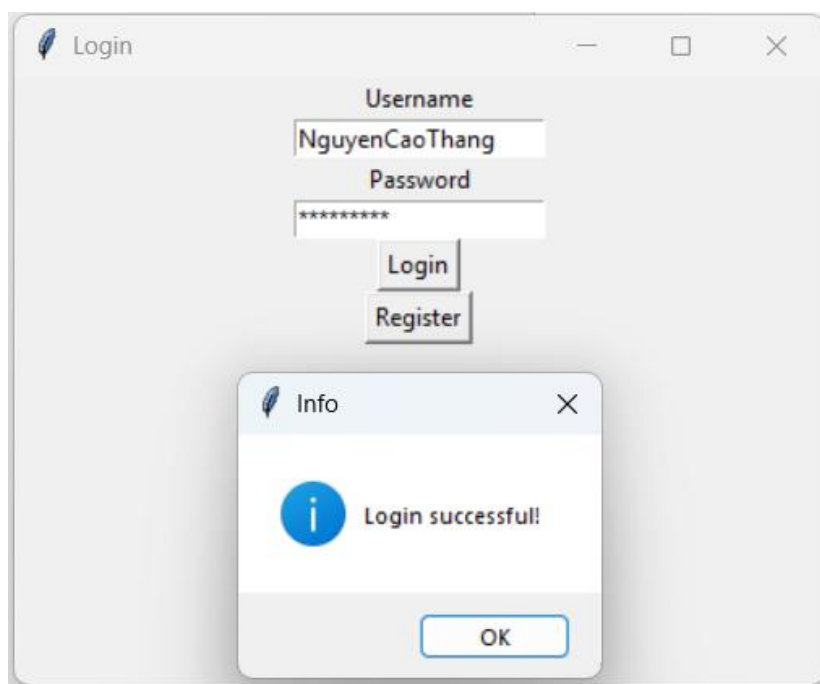 Login
Username
NguyenCaoThang
Password
*********
Login
Register
Info
Login successful!
OK